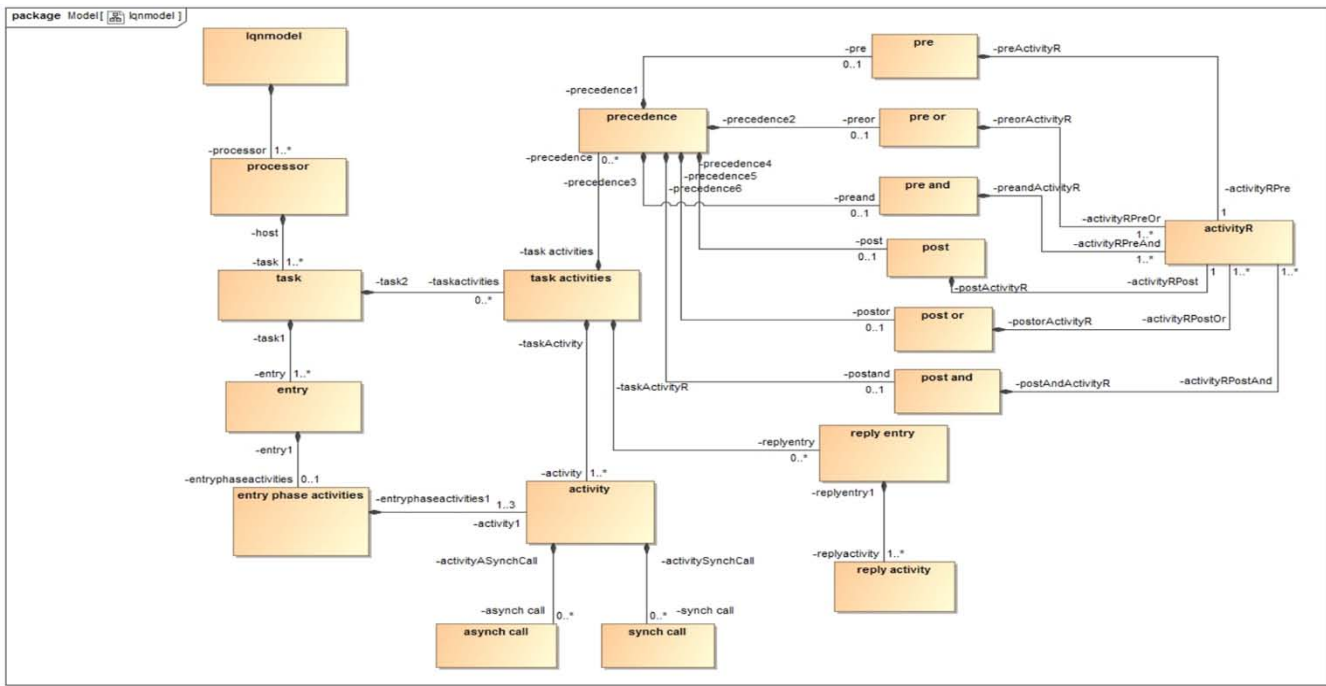 package Model[ lqnmodel ]
lqnmodel
-processor 1..*
processor
-host
-task 1..*
task
-task2
-taskactivities
0..*
task activities
-task1
-entry 1..*
entry
-entry1
-entryphaseactivities 0..1
entry phase activities
-entryphaseactivities1
1..3
-activity1
-activity 1..*
activity
-activityASynchCall
-activitySynchCall
-asynch call 0..*
asynch call
0..* -synch call
synch call
-task activities
-taskActivity
-taskActivityR
-precedence 0..*
precedence
-precedence1
-precedence2
-precedence3
-precedence4
-precedence5
-precedence6
-pre
0..1
pre
-preActivityR
-preor
0..1
pre or
-preorActivityR
-preand
0..1
pre and
-preandActivityR
-post
0..1
post
-postActivityR
-postor
0..1
post or
-postorActivityR
-postand
0..1
post and
-postAndActivityR
-activityRPre
1
-activityRPreOr
1..*
-activityRPreAnd
1..*
activityR
1 1..* 1..*
-activityRPost
-activityRPostOr
-activityRPostAnd
-replyentry
0..*
reply entry
-replyentry1
-replyactivity 1..*
reply activity